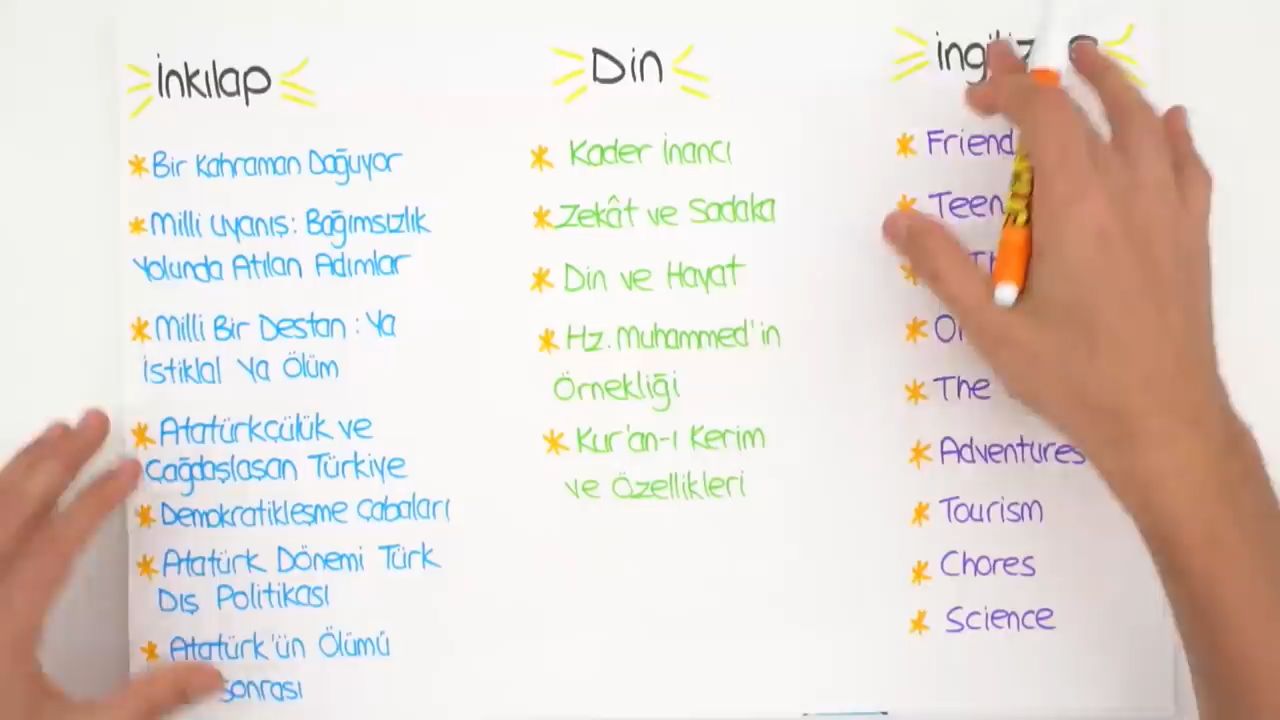 İnkılap
* Bir Kahraman Doğuyor
* Milli Uyanış: Bağımsızlık
Yolunda Atılan Adımlar
* Milli Bir Destan: Ya
İstiklal Ya Ölüm
* Atatürkçülük ve
Çağdaşlaşan Türkiye
* Demokratikleşme Çabaları
* Atatürk Dönemi Türk
Dış Politikası
* Atatürk'ün Ölümü
sonrası
Din
* Kader İnancı
* Zekât ve Sadaka
* Din ve Hayat
* Hz. Muhammed'in
Örnekliği
* Kur'an-ı Kerim
ve Özellikleri
* The
* Adventures
* Tourism
* Chores
* Science